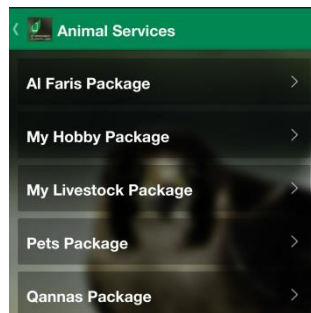 Animal Services
Al Faris Package
My Hobby Package
My Livestock Package
Pets Package
Qannas Package